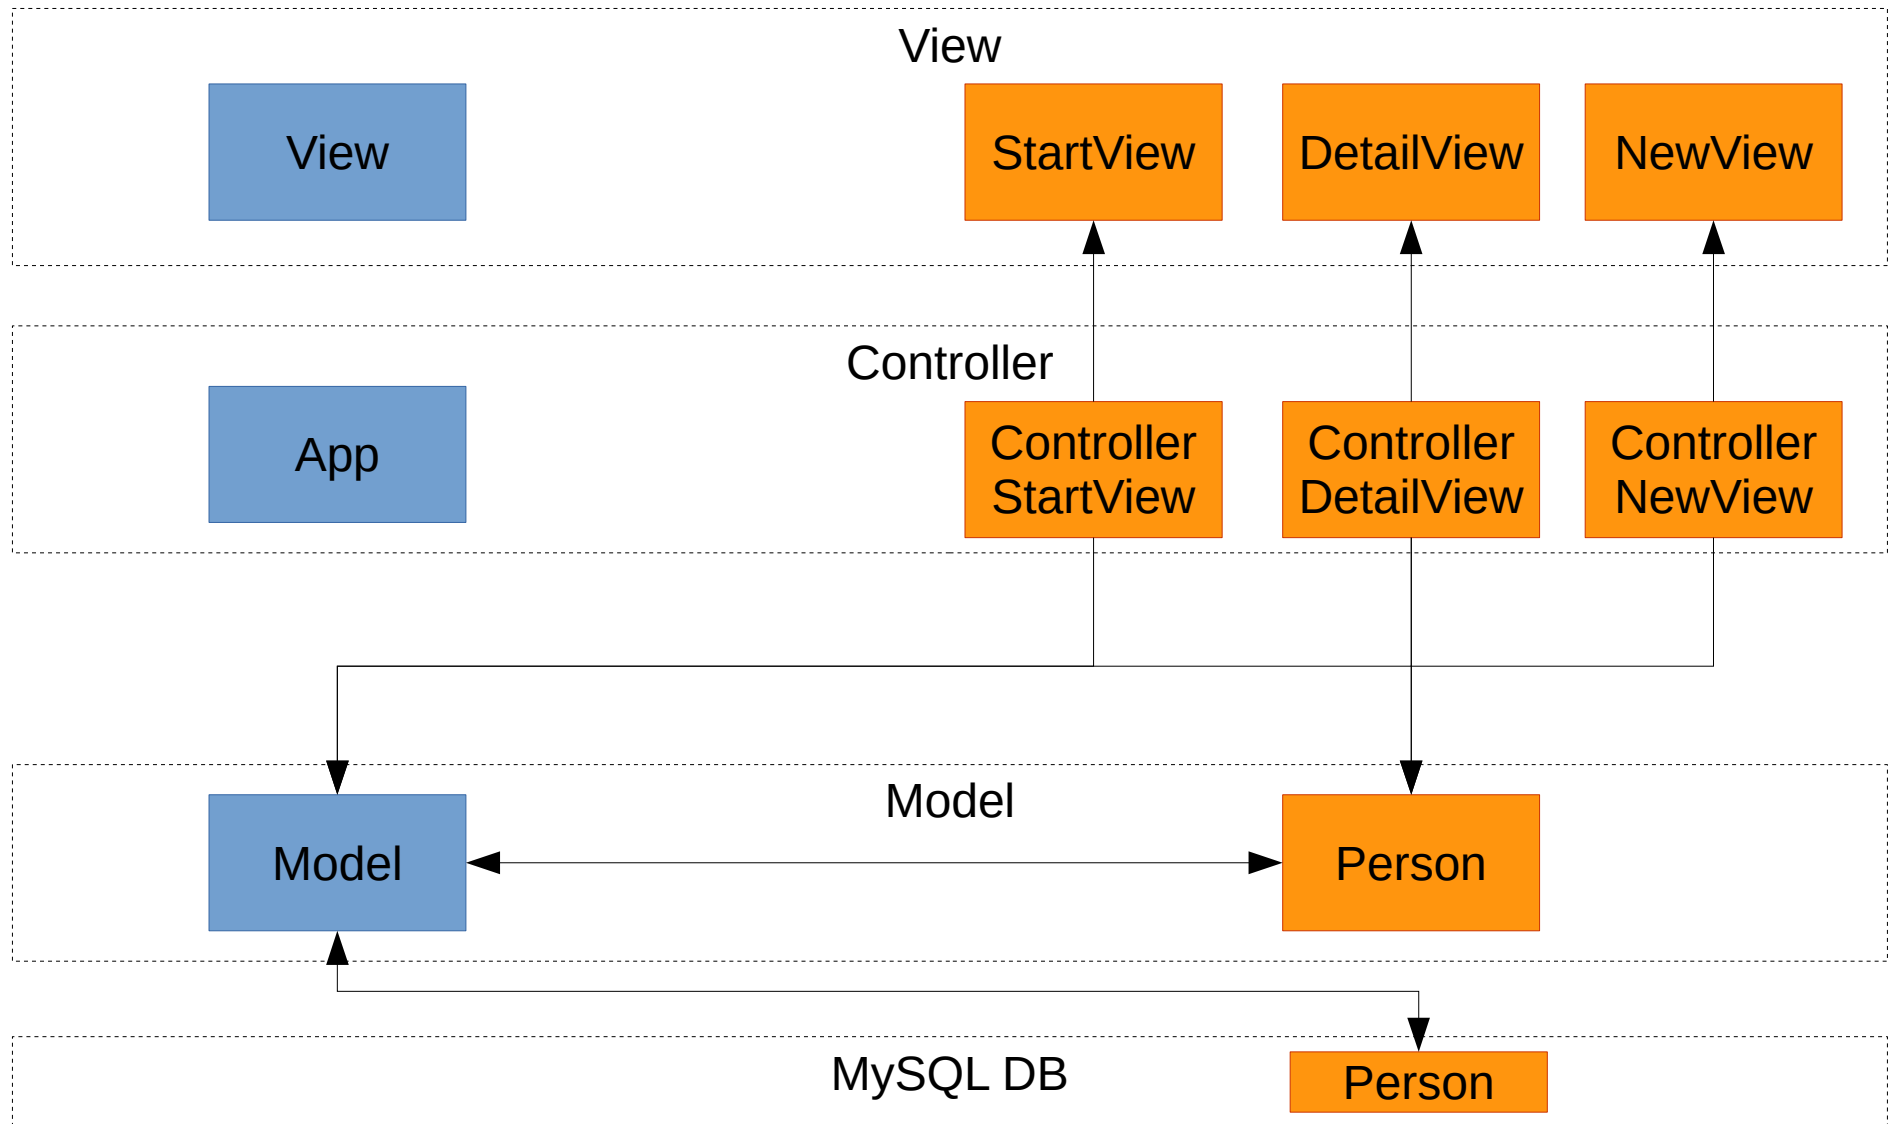 View
View
StartView
DetailView
NewView
Controller
App
Controller
StartView
Controller
DetailView
Controller
NewView
Model
Model
Person
MySQL DB
Person